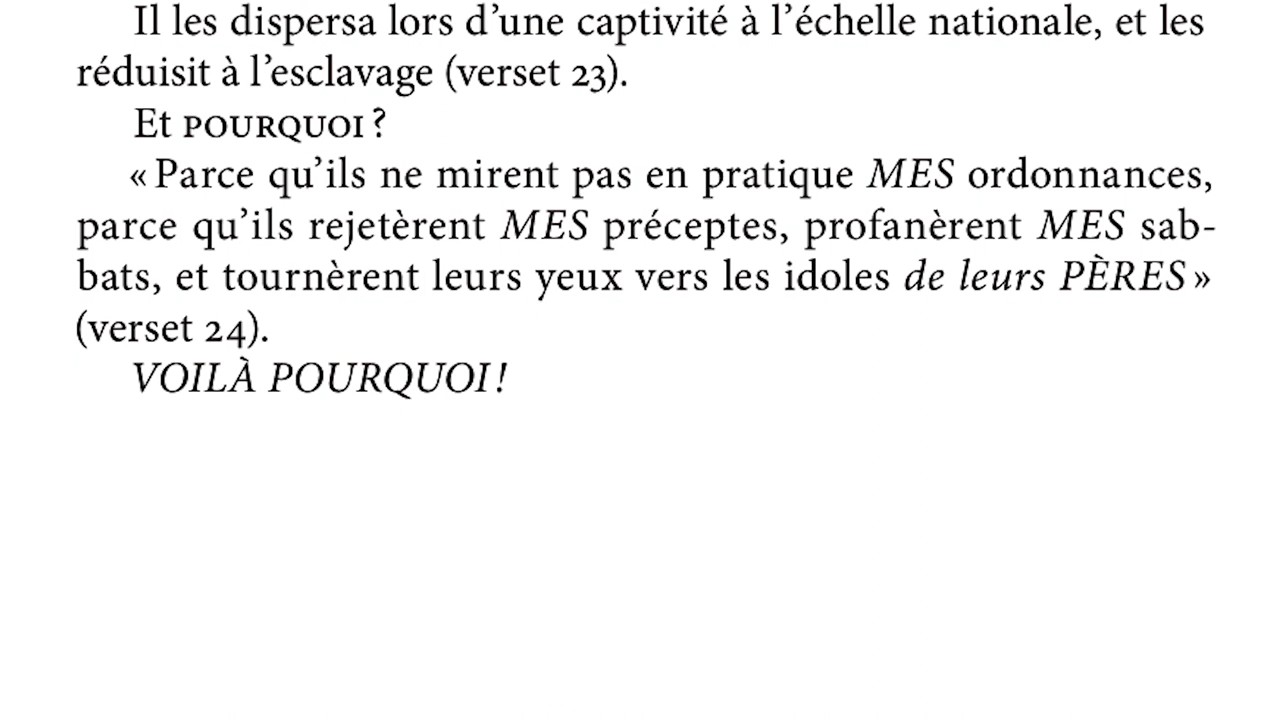 Il les dispersa lors d’une captivité à l’échelle nationale, et les
réduisit à l’esclavage (verset 23).
Et POURQUOI ?
« Parce qu’ils ne mirent pas en pratique MES ordonnances,
parce qu’ils rejetèrent MES préceptes, profanèrent MES sab-
bats, et tournèrent leurs yeux vers les idoles de leurs PÈRES »
(verset 24).
VOILÀ POURQUOI !